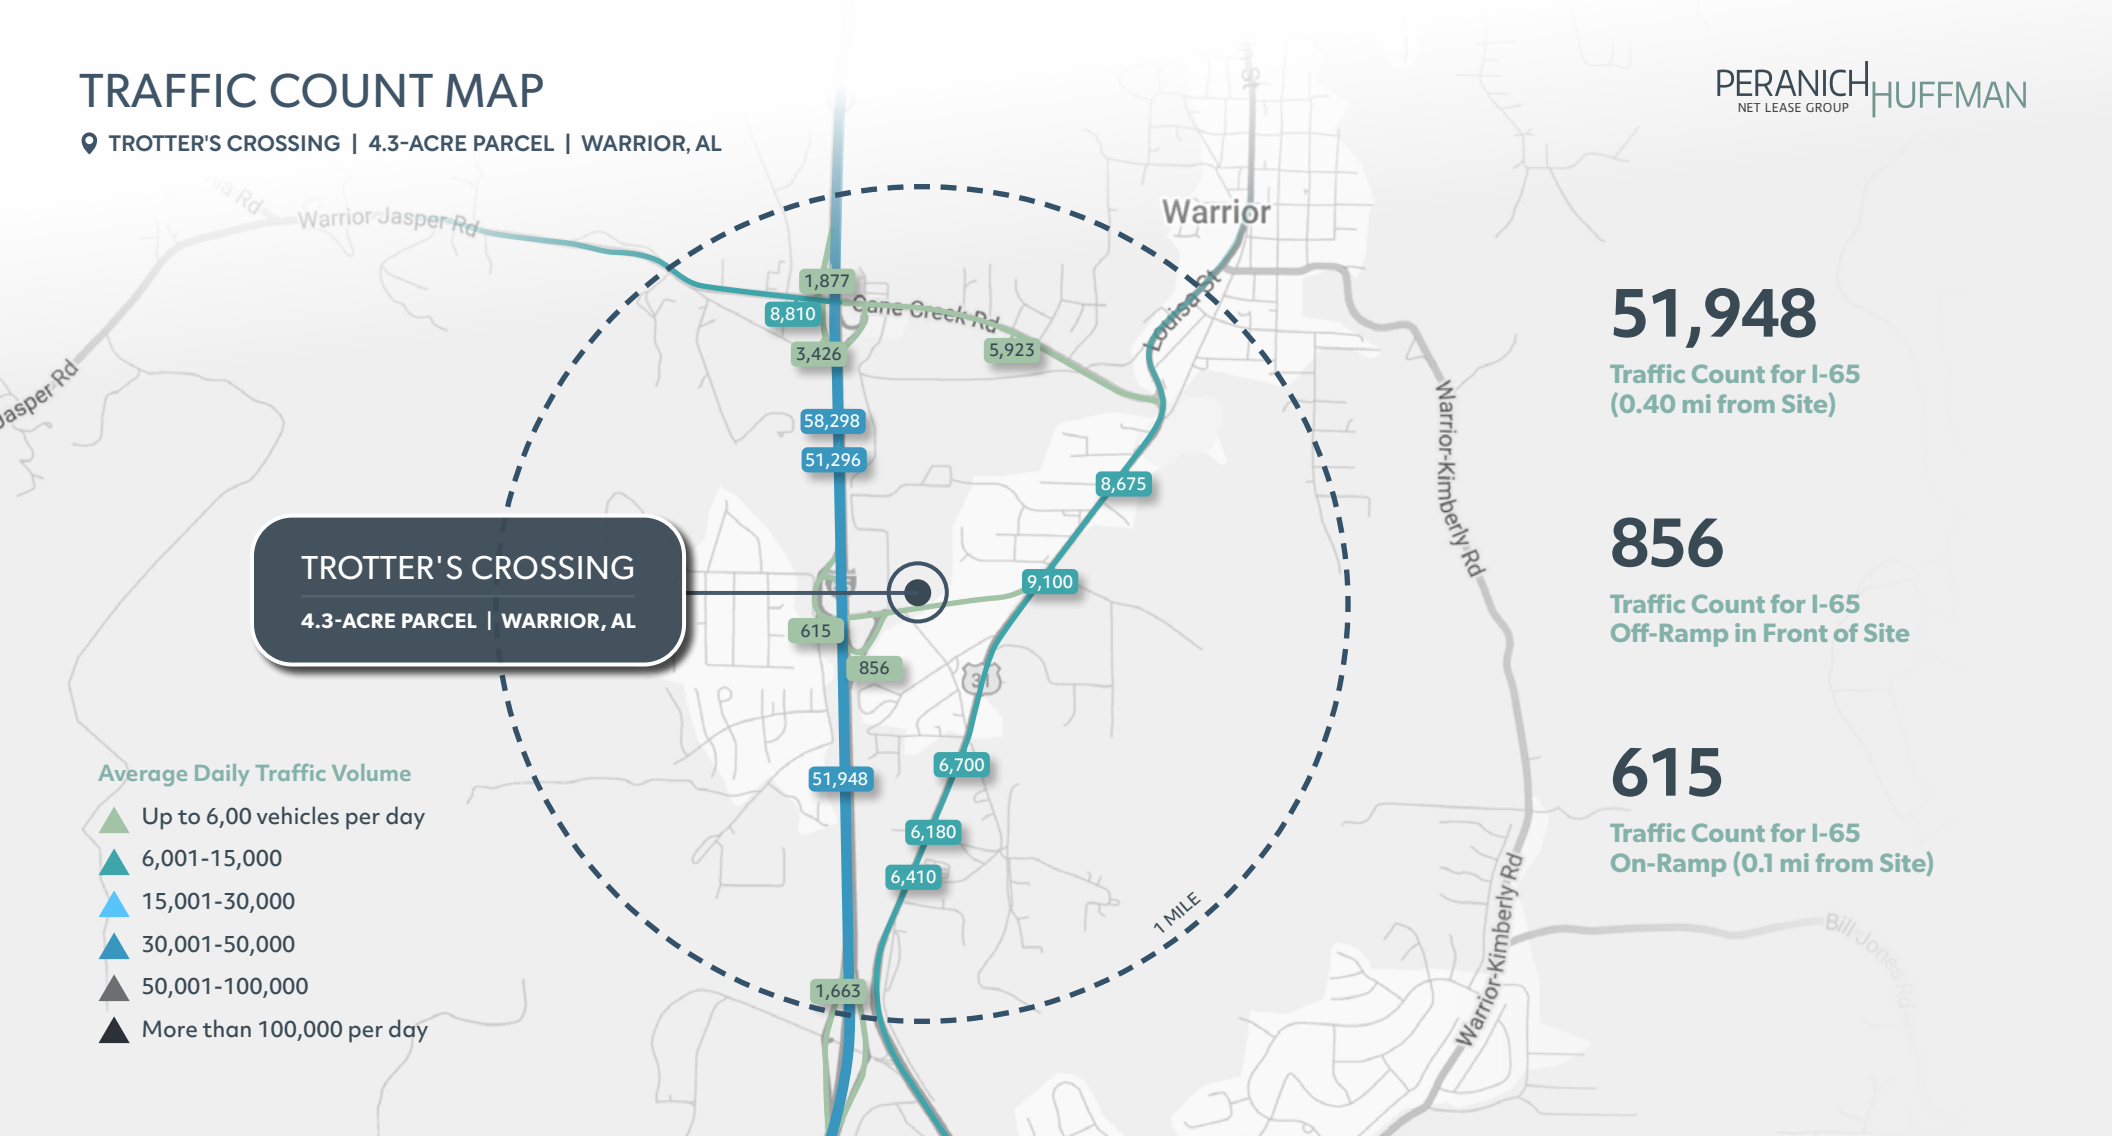 TRAFFIC COUNT MAP
TROTTER'S CROSSING | 4.3-ACRE PARCEL | WARRIOR, AL
PERANICH HUFFMAN
NET LEASE GROUP
Warrior Jasper Rd
Warrior
1,877
8,810
Cane Creek Rd
3,426
5,923
Louisa St
Jasper Rd
58,298
51,296
8,675
Warrior-Kimberly Rd
TROTTER'S CROSSING
4.3-ACRE PARCEL | WARRIOR, AL
9,100
615
856
31
6,700
51,948
6,180
6,410
1 MILE
1,663
Warrior-Kimberly Rd
Bill Jones Rd
51,948
Traffic Count for I-65
(0.40 mi from Site)
856
Traffic Count for I-65
Off-Ramp in Front of Site
615
Traffic Count for I-65
On-Ramp (0.1 mi from Site)
Average Daily Traffic Volume
Up to 6,00 vehicles per day
6,001-15,000
15,001-30,000
30,001-50,000
50,001-100,000
More than 100,000 per day